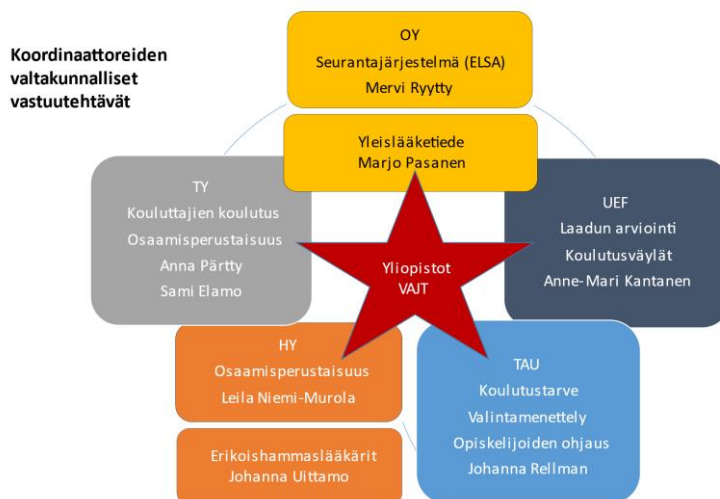 Koordinaattoreiden
valtakunnalliset
vastuutehtävät
OY
Seurantajärjestelmä (ELSA)
Mervi Ryytty
Yleislääketiede
Marjo Pasanen
TY
Kouluttajien koulutus
Osaamisperustaisuus
Anna Pärtty
Sami Elamo
UEF
Laadun arviointi
Koulutusväylät
Anne-Mari Kantanen
Yliopistot
VAJT
HY
Osaamisperustaisuus
Leila Niemi-Murola
TAU
Koulutustarve
Valintamenettely
Opiskelijoiden ohjaus
Johanna Rellman
Erikoishammaslääkärit
Johanna Uittamo